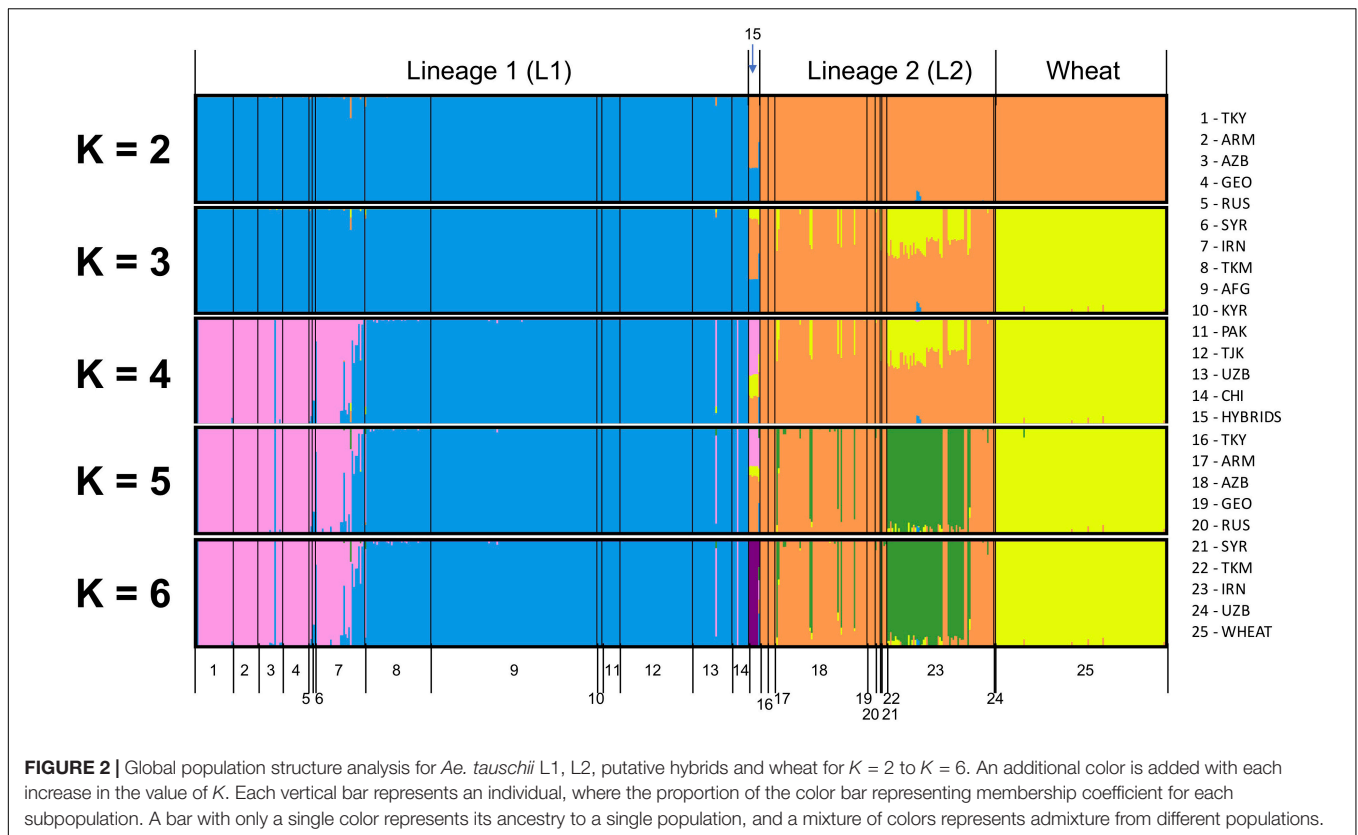 15
Lineage 1 (L1)
Lineage 2 (L2)
Wheat
K = 2
K = 3
K = 4
K = 5
K = 6
1 - TKY
2 - ARM
3 - AZB
4 - GEO
5 - RUS
6 - SYR
7 - IRN
8 - TKM
9 - AFG
10 - KYR
11 - PAK
12 - TJK
13 - UZB
14 - CHI
15 - HYBRIDS
16 - TKY
17 - ARM
18 - AZB
19 - GEO
20 - RUS
21 - SYR
22 - TKM
23 - IRN
24 - UZB
25 - WHEAT
1 2 3 4 5 6 7 8 9 10 11 12 13 14 16 17 18 19 20 22 21 23 24 25
FIGURE 2 | Global population structure analysis for Ae. tauschii L1, L2, putative hybrids and wheat for K = 2 to K = 6. An additional color is added with each
increase in the value of K. Each vertical bar represents an individual, where the proportion of the color bar representing membership coefficient for each
subpopulation. A bar with only a single color represents its ancestry to a single population, and a mixture of colors represents admixture from different populations.